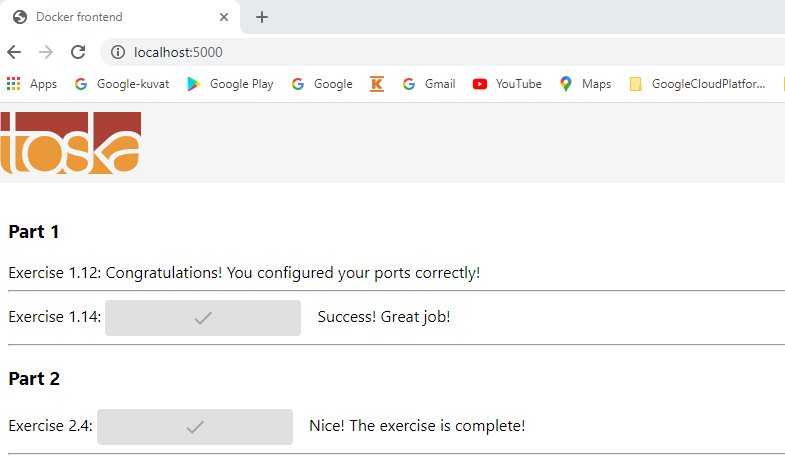 Docker frontend
localhost:5000
Apps Google-kuvat Google Play Google K Gmail YouTube Maps GoogleCloudPlatfor...
toska
Part 1
Exercise 1.12: Congratulations! You configured your ports correctly!
Exercise 1.14: Success! Great job!
Part 2
Exercise 2.4: Nice! The exercise is complete!